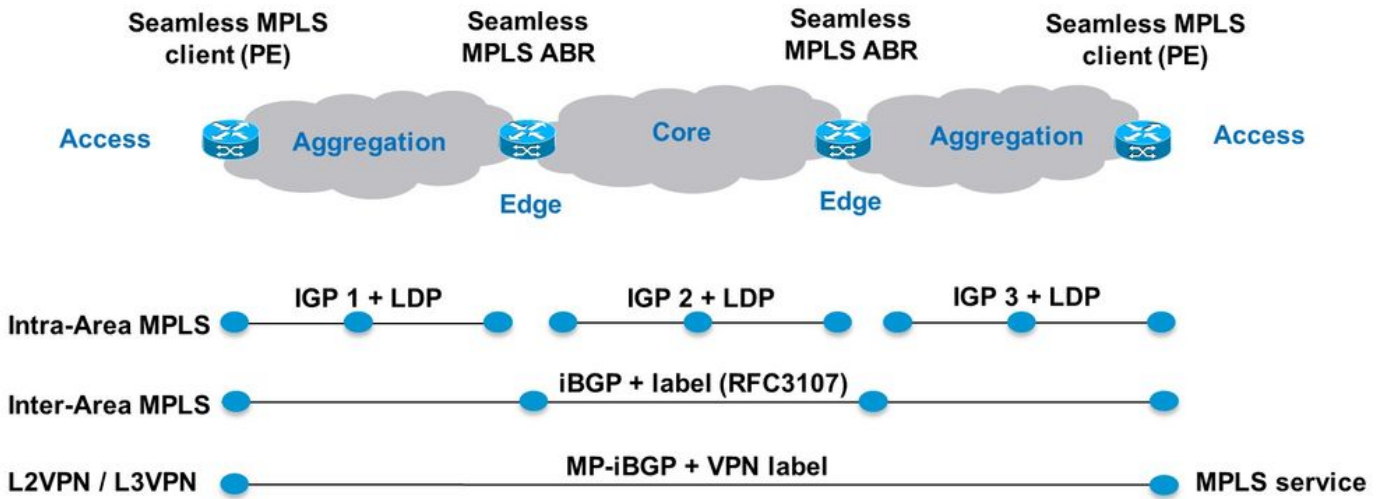 Seamless MPLS
client (PE)
Seamless
MPLS ABR
Seamless
MPLS ABR
Seamless MPLS
client (PE)
Access
Aggregation
Core
Aggregation
Access
Edge
Edge
Intra-Area MPLS
IGP 1 + LDP
IGP 2 + LDP
IGP 3 + LDP
Inter-Area MPLS
iBGP + label (RFC3107)
L2VPN / L3VPN
MP-iBGP + VPN label
MPLS service